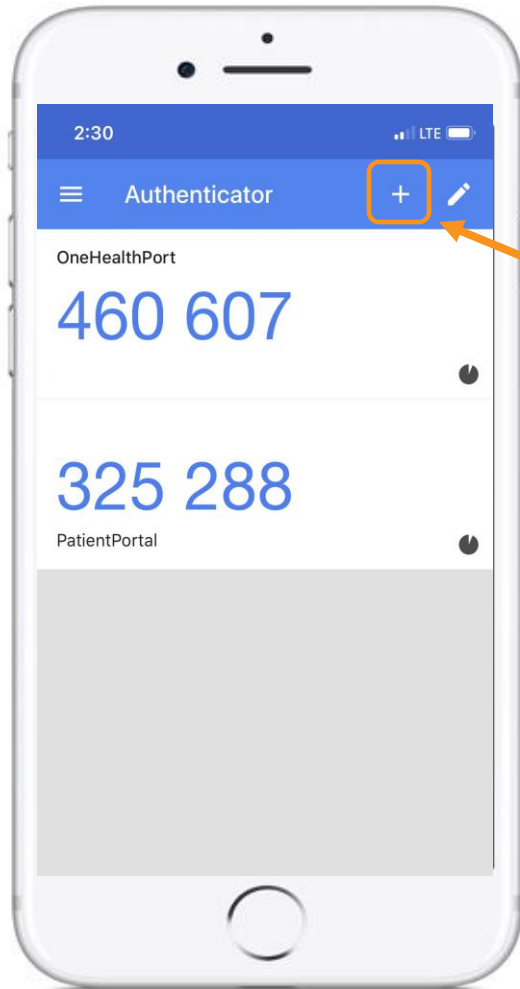 2:30 LTE
Authenticator +
OneHealthPort
460 607
325 288
PatientPortal